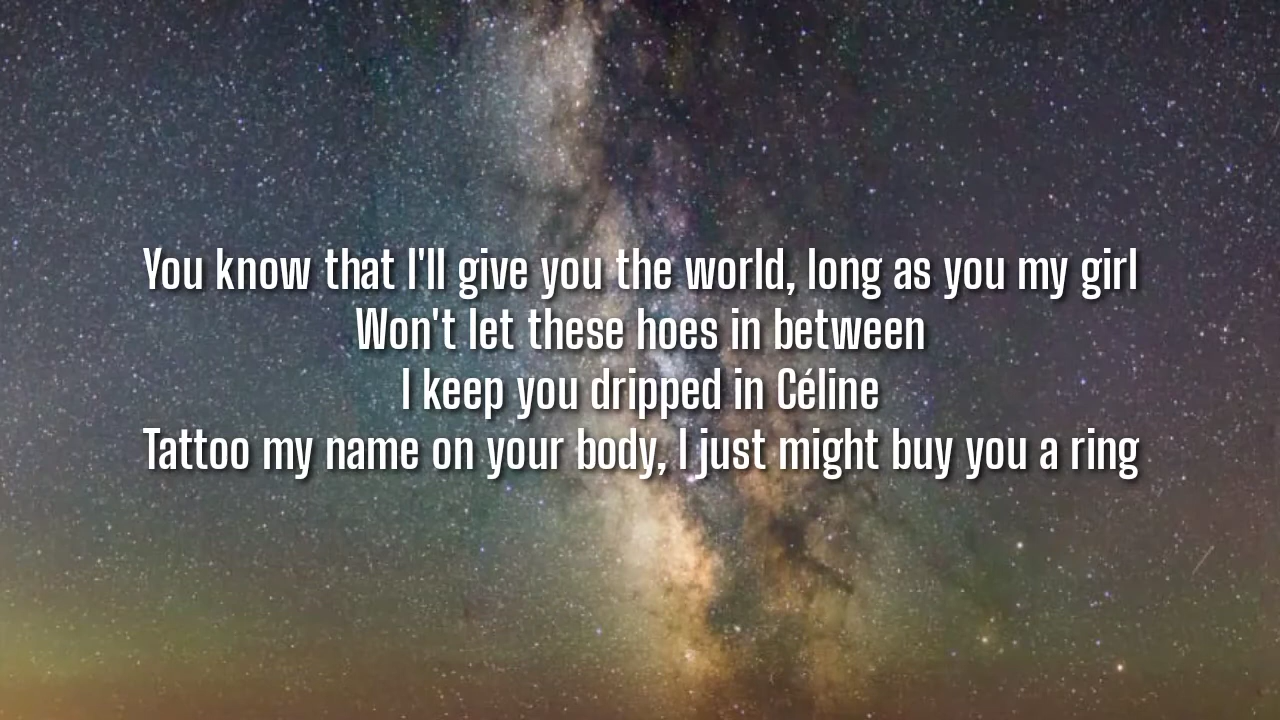 You know that I'll give you the world, long as you my girl
Won't let these hoes in between
I keep you dripped in Céline
Tattoo my name on your body, I just might buy you a ring